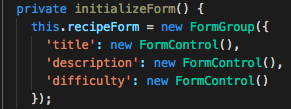 private initializeForm() {
this.recipeForm = new FormGroup({
'title': new FormControl(),
'description': new FormControl(),
'difficulty': new FormControl()
});